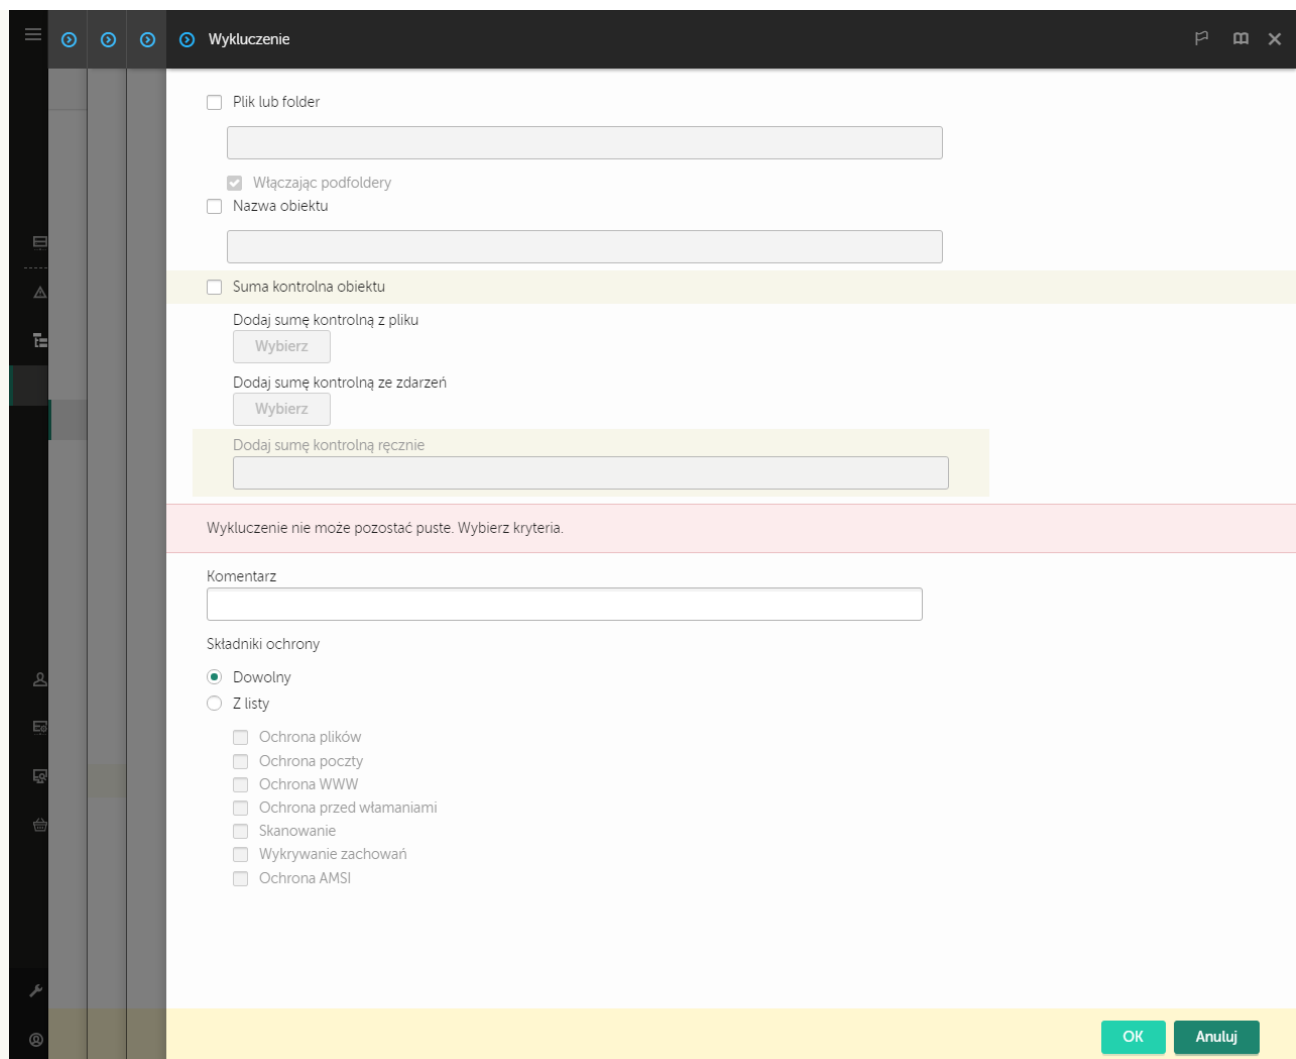 Wykluczenie
Plik lub folder
Włączając podfoldery
Nazwa obiektu
Suma kontrolna obiektu
Dodaj sumę kontrolną z pliku
Wybierz
Dodaj sumę kontrolną ze zdarzeń
Wybierz
Dodaj sumę kontrolną ręcznie
Wykluczenie nie może pozostać puste. Wybierz kryteria.
Komentarz
Składniki ochrony
Dowolny
Z listy
Ochrona plików
Ochrona poczty
Ochrona WWW
Ochrona przed włamaniami
Skanowanie
Wykrywanie zachowań
Ochrona AMSI
OK
Anuluj